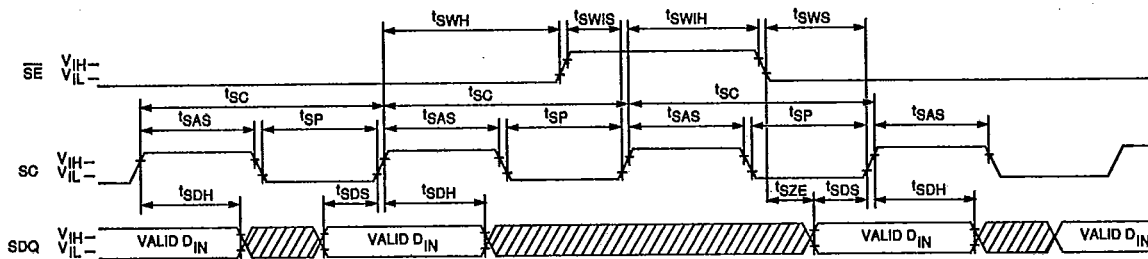 tSWH tSWIS tSWIH tSWS
SE VIH VIL
tSC tSC tSC
tSAS tSP tSAS tSP tSAS tSP tSAS
SC VIH VIL
tSDH tSDS tSDH tSZE tSDS tSDH
SDQ VIH VIL VALID DIN VALID DIN VALID DIN VALID DIN